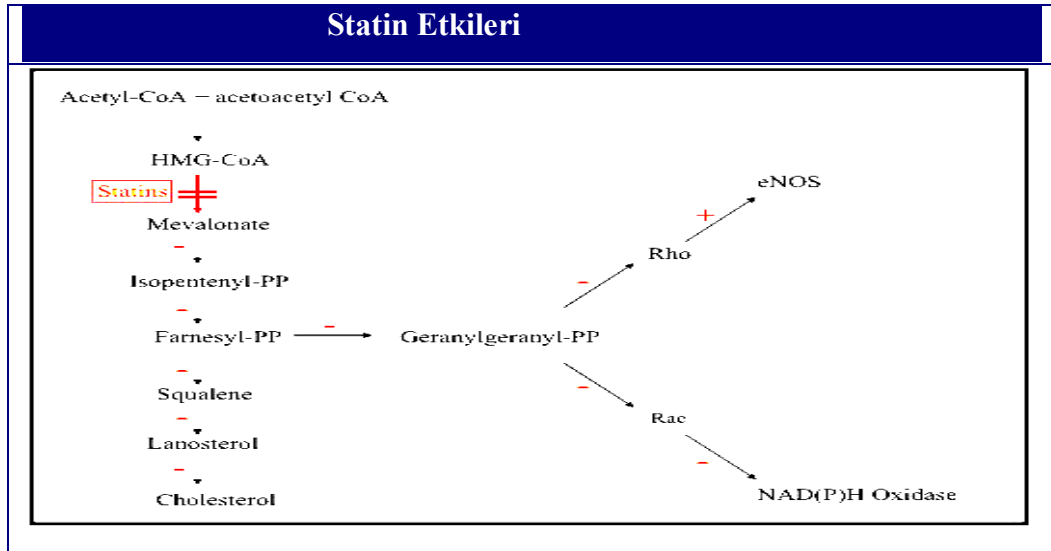 Statin Etkileri
Acetyl-CoA – acetoacetyl CoA
HMG-CoA
Statins
Mevalonate
-
Isopentenyl-PP
-
Farnesyl-PP
-
Geranylgeranyl-PP
-
Squalene
-
Lanosterol
-
Cholesterol
-
Rho
+
eNOS
-
Rac
-
NAD(P)H Oxidase